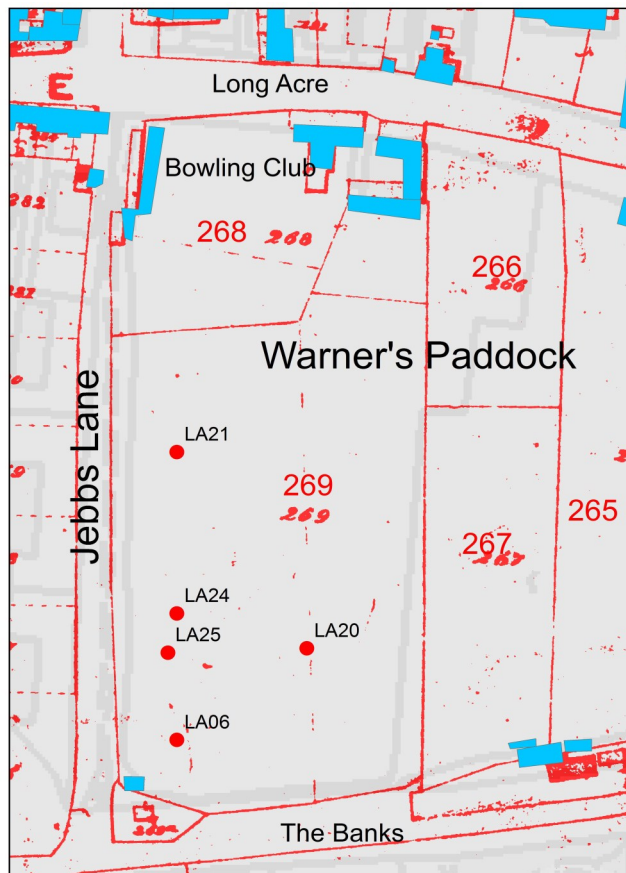 Long Acre
E
Bowling Club
282
268 268
266
266
Warner's Paddock
Jebbs Lane
LA21
269
269
265
267
267
LA24
LA25
LA20
LA06
The Banks